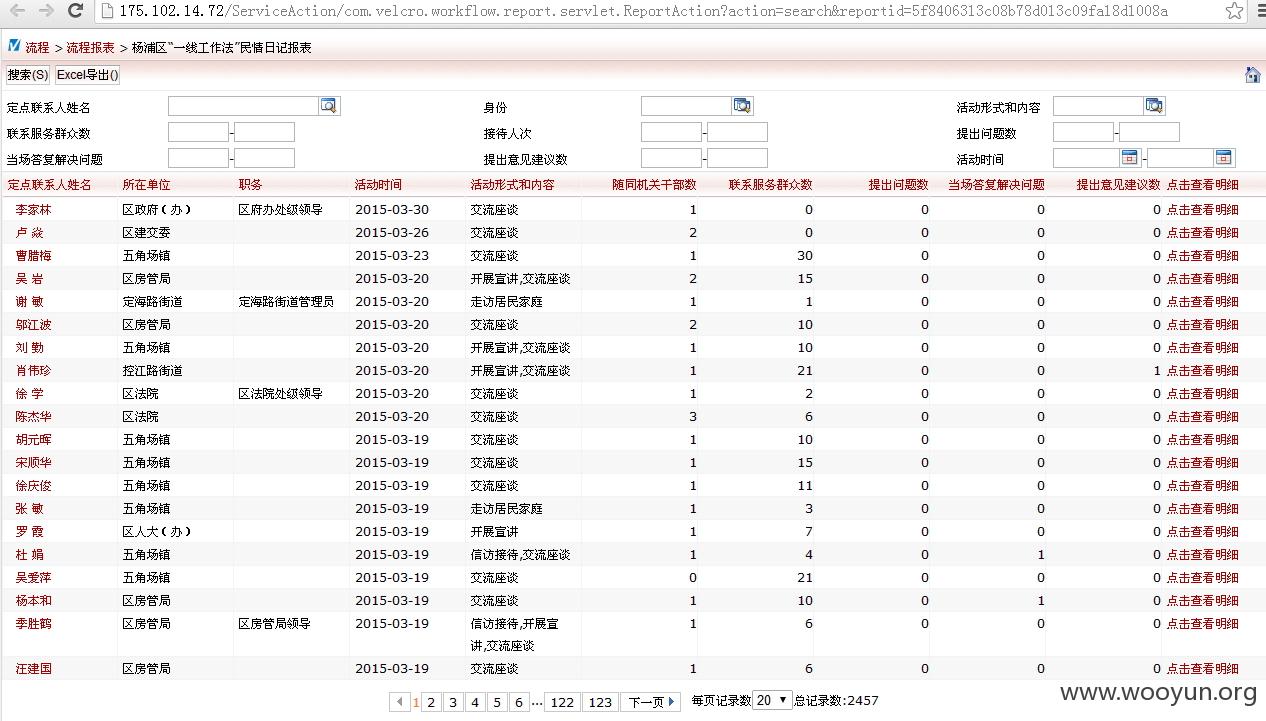 175.102.14.72/ServiceAction/com.velcro.workflow.report.servlet.ReportAction?action=search&reportid=5f8406313c08b78d013c09fa18d1008a
流程 > 流程报表 > 杨浦区“一线工作法”民情日记报表
搜索(S) Excel导出()
定点联系人姓名 身份 活动形式和内容
联系服务群众数 - 接待人次 - 提出问题数 -
当场答复解决问题 - 提出意见建议数 - 活动时间 -
定点联系人姓名 所在单位 职务 活动时间 活动形式和内容 随同机关干部数 联系服务群众数 提出问题数 当场答复解决问题 提出意见建议数 点击查看明细
李家林 区政府(办) 区府办处级领导 2015-03-30 交流座谈 1 0 0 0 0 点击查看明细
卢 焱 区建交委 2015-03-26 交流座谈 2 0 0 0 0 点击查看明细
曹腊梅 五角场镇 2015-03-23 交流座谈 1 30 0 0 0 点击查看明细
吴 岩 区房管局 2015-03-20 开展宣讲,交流座谈 2 15 0 0 0 点击查看明细
谢 敏 定海路街道 定海路街道管理员 2015-03-20 走访居民家庭 1 1 0 0 0 点击查看明细
邬江波 区房管局 2015-03-20 交流座谈 2 10 0 0 0 点击查看明细
刘 勤 五角场镇 2015-03-20 开展宣讲,交流座谈 1 10 0 0 0 点击查看明细
肖伟珍 控江路街道 2015-03-20 开展宣讲,交流座谈 1 21 0 0 1 点击查看明细
徐 学 区法院 区法院处级领导 2015-03-20 交流座谈 1 2 0 0 0 点击查看明细
陈杰华 区法院 2015-03-20 交流座谈 3 6 0 0 0 点击查看明细
胡元晖 五角场镇 2015-03-19 交流座谈 1 10 0 0 0 点击查看明细
宋顺华 五角场镇 2015-03-19 交流座谈 1 15 0 0 0 点击查看明细
徐庆俊 五角场镇 2015-03-19 交流座谈 1 11 0 0 0 点击查看明细
张 敏 五角场镇 2015-03-19 走访居民家庭 1 3 0 0 0 点击查看明细
罗 霞 区人大(办) 2015-03-19 开展宣讲 1 7 0 0 0 点击查看明细
杜 娟 五角场镇 2015-03-19 信访接待,交流座谈 1 4 0 1 0 点击查看明细
吴爱萍 五角场镇 2015-03-19 交流座谈 0 21 0 0 0 点击查看明细
杨本和 区房管局 2015-03-19 交流座谈 1 10 0 1 0 点击查看明细
季胜鹤 区房管局 区房管局领导 2015-03-19 信访接待,开展宣 1 6 0 0 0 点击查看明细
讲,交流座谈
汪建国 区房管局 2015-03-19 交流座谈 1 6 0 0 0 点击查看明细
1 2 3 4 5 6 ... 122 123 下一页 每页记录数 20 总记录数:2457
www.wooyun.org